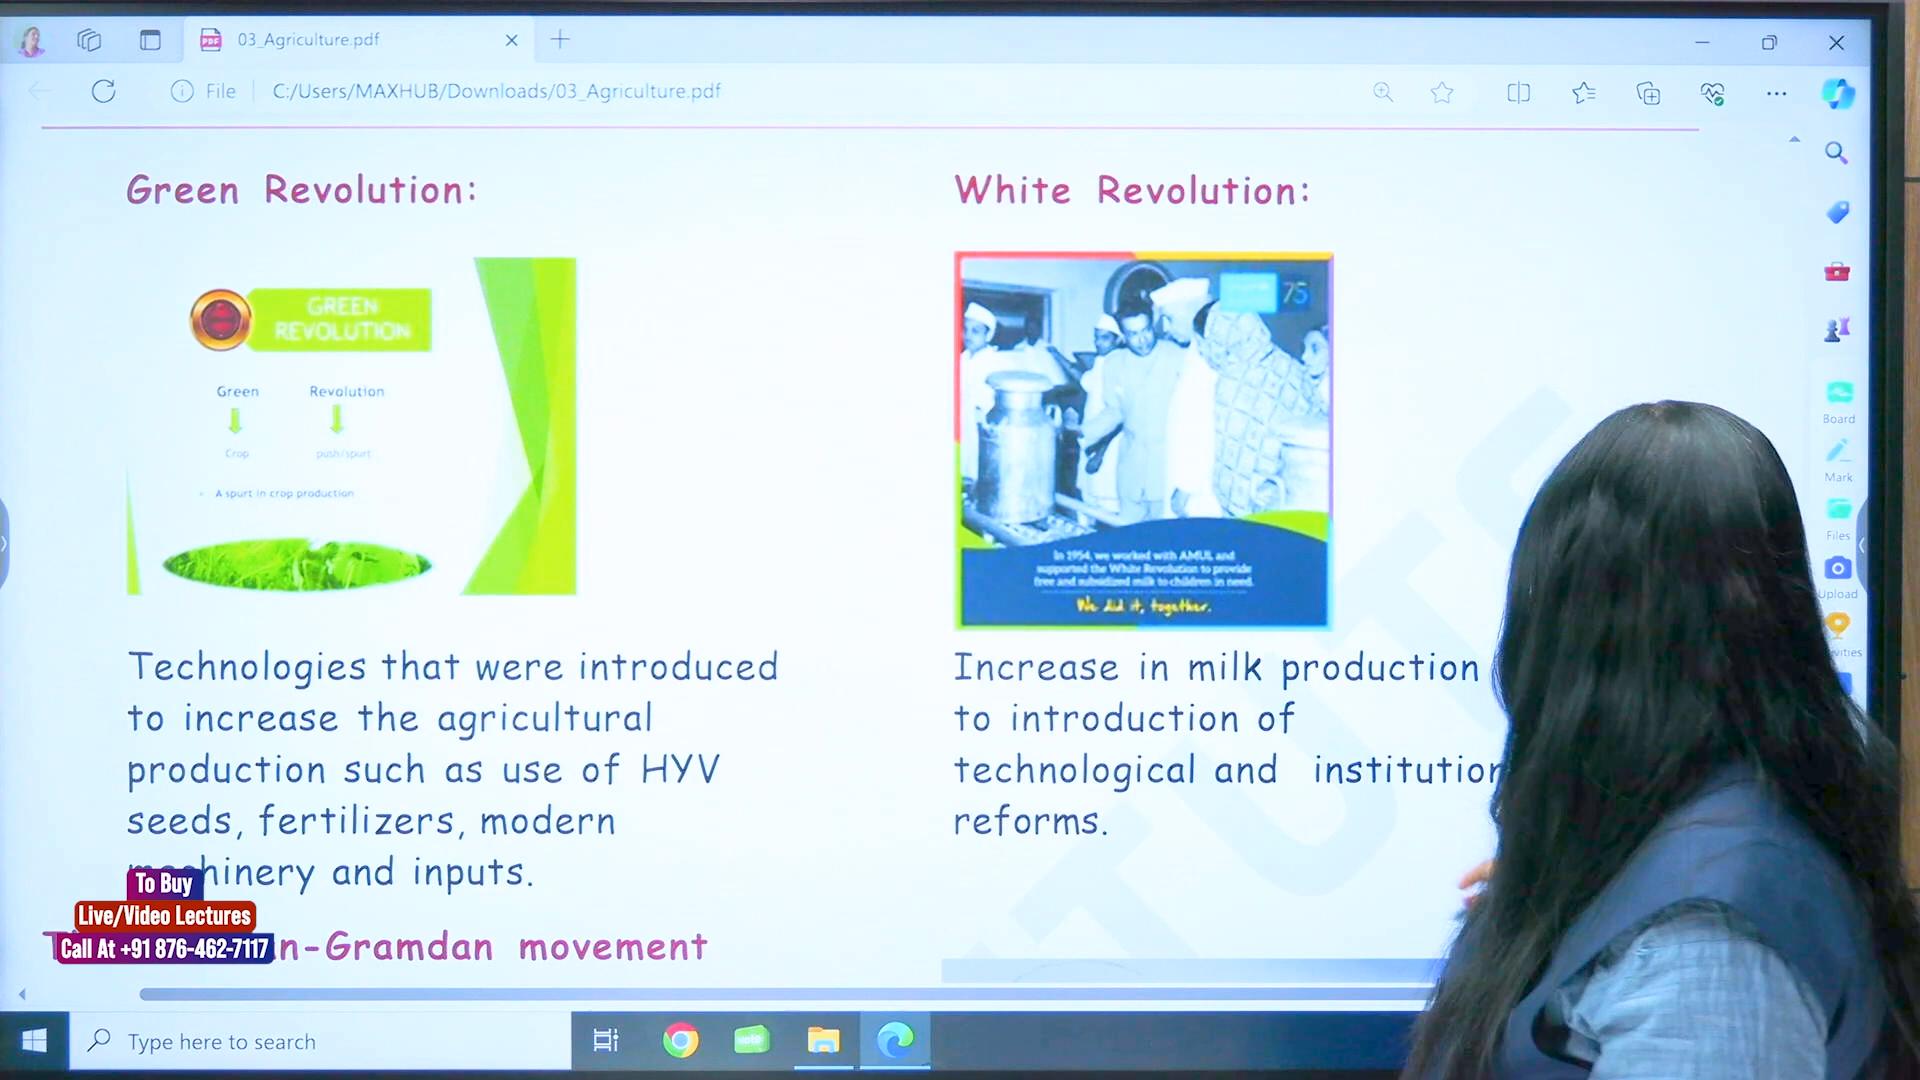 03_Agriculture.pdf
File
C:/Users/MAXHUB/Downloads/03_Agriculture.pdf
Green Revolution:
GREEN
REVOLUTION
Green Revolution
Crop push/spurt
A spurt in crop production
Technologies that were introduced
to increase the agricultural
production such as use of HYV
seeds, fertilizers, modern
hinery and inputs.
n-Gramdan movement
White Revolution:
75
In 1954, we worked with AMUL and
supported the White Revolution to provide
free and subsidized milk to children in need.
We did it, together.
Increase in milk production
to introduction of
technological and institution
reforms.
Board
Mark
Files
Upload
To Buy
Live/Video Lectures
Call At +91 876-462-7117
Type here to search